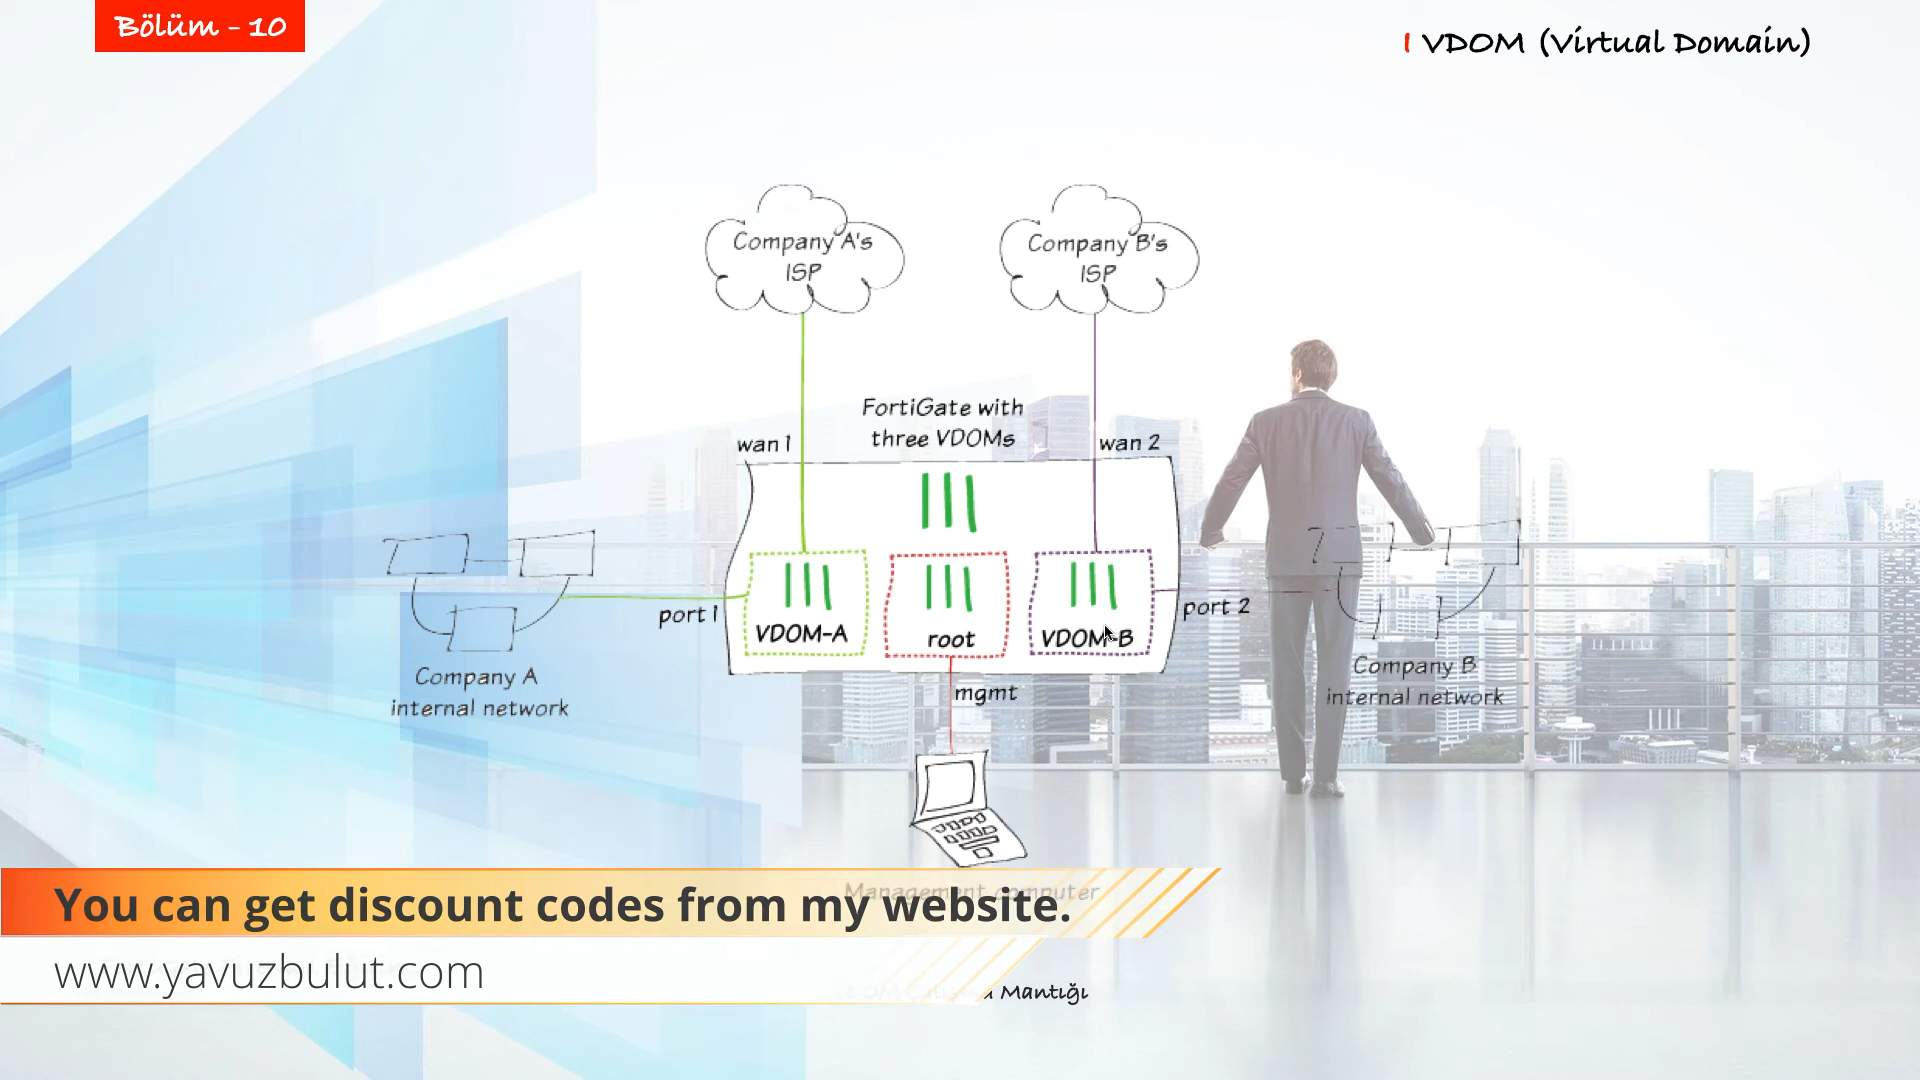 Bölüm - 10
| VDOM (Virtual Domain)
Company A's
ISP
Company B's
ISP
FortiGate with
three VDOMs
wan 1
wan 2
port 1
port 2
VDOM-A
root
VDOM-B
Company A
internal network
Company B
internal network
mgmt
Management computer
You can get discount codes from my website.
www.yavuzbulut.com
Mantığı